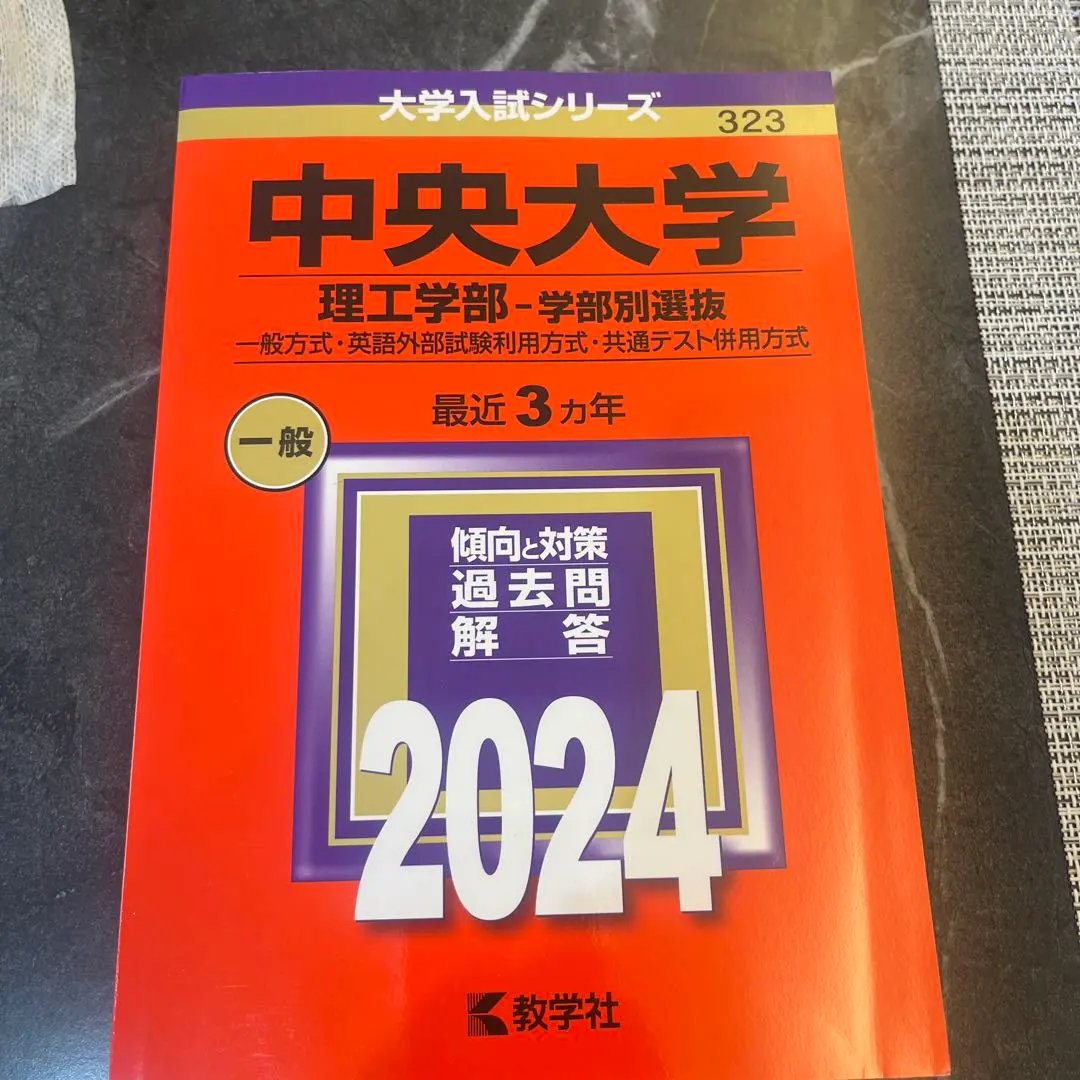 大学入試シリーズ
323
中央大学
理工学部－学部別選抜
一般方式・英語外部試験利用方式・共通テスト併用方式
最近3カ年
一般
傾向と対策
過去問
解答
2024
教学社